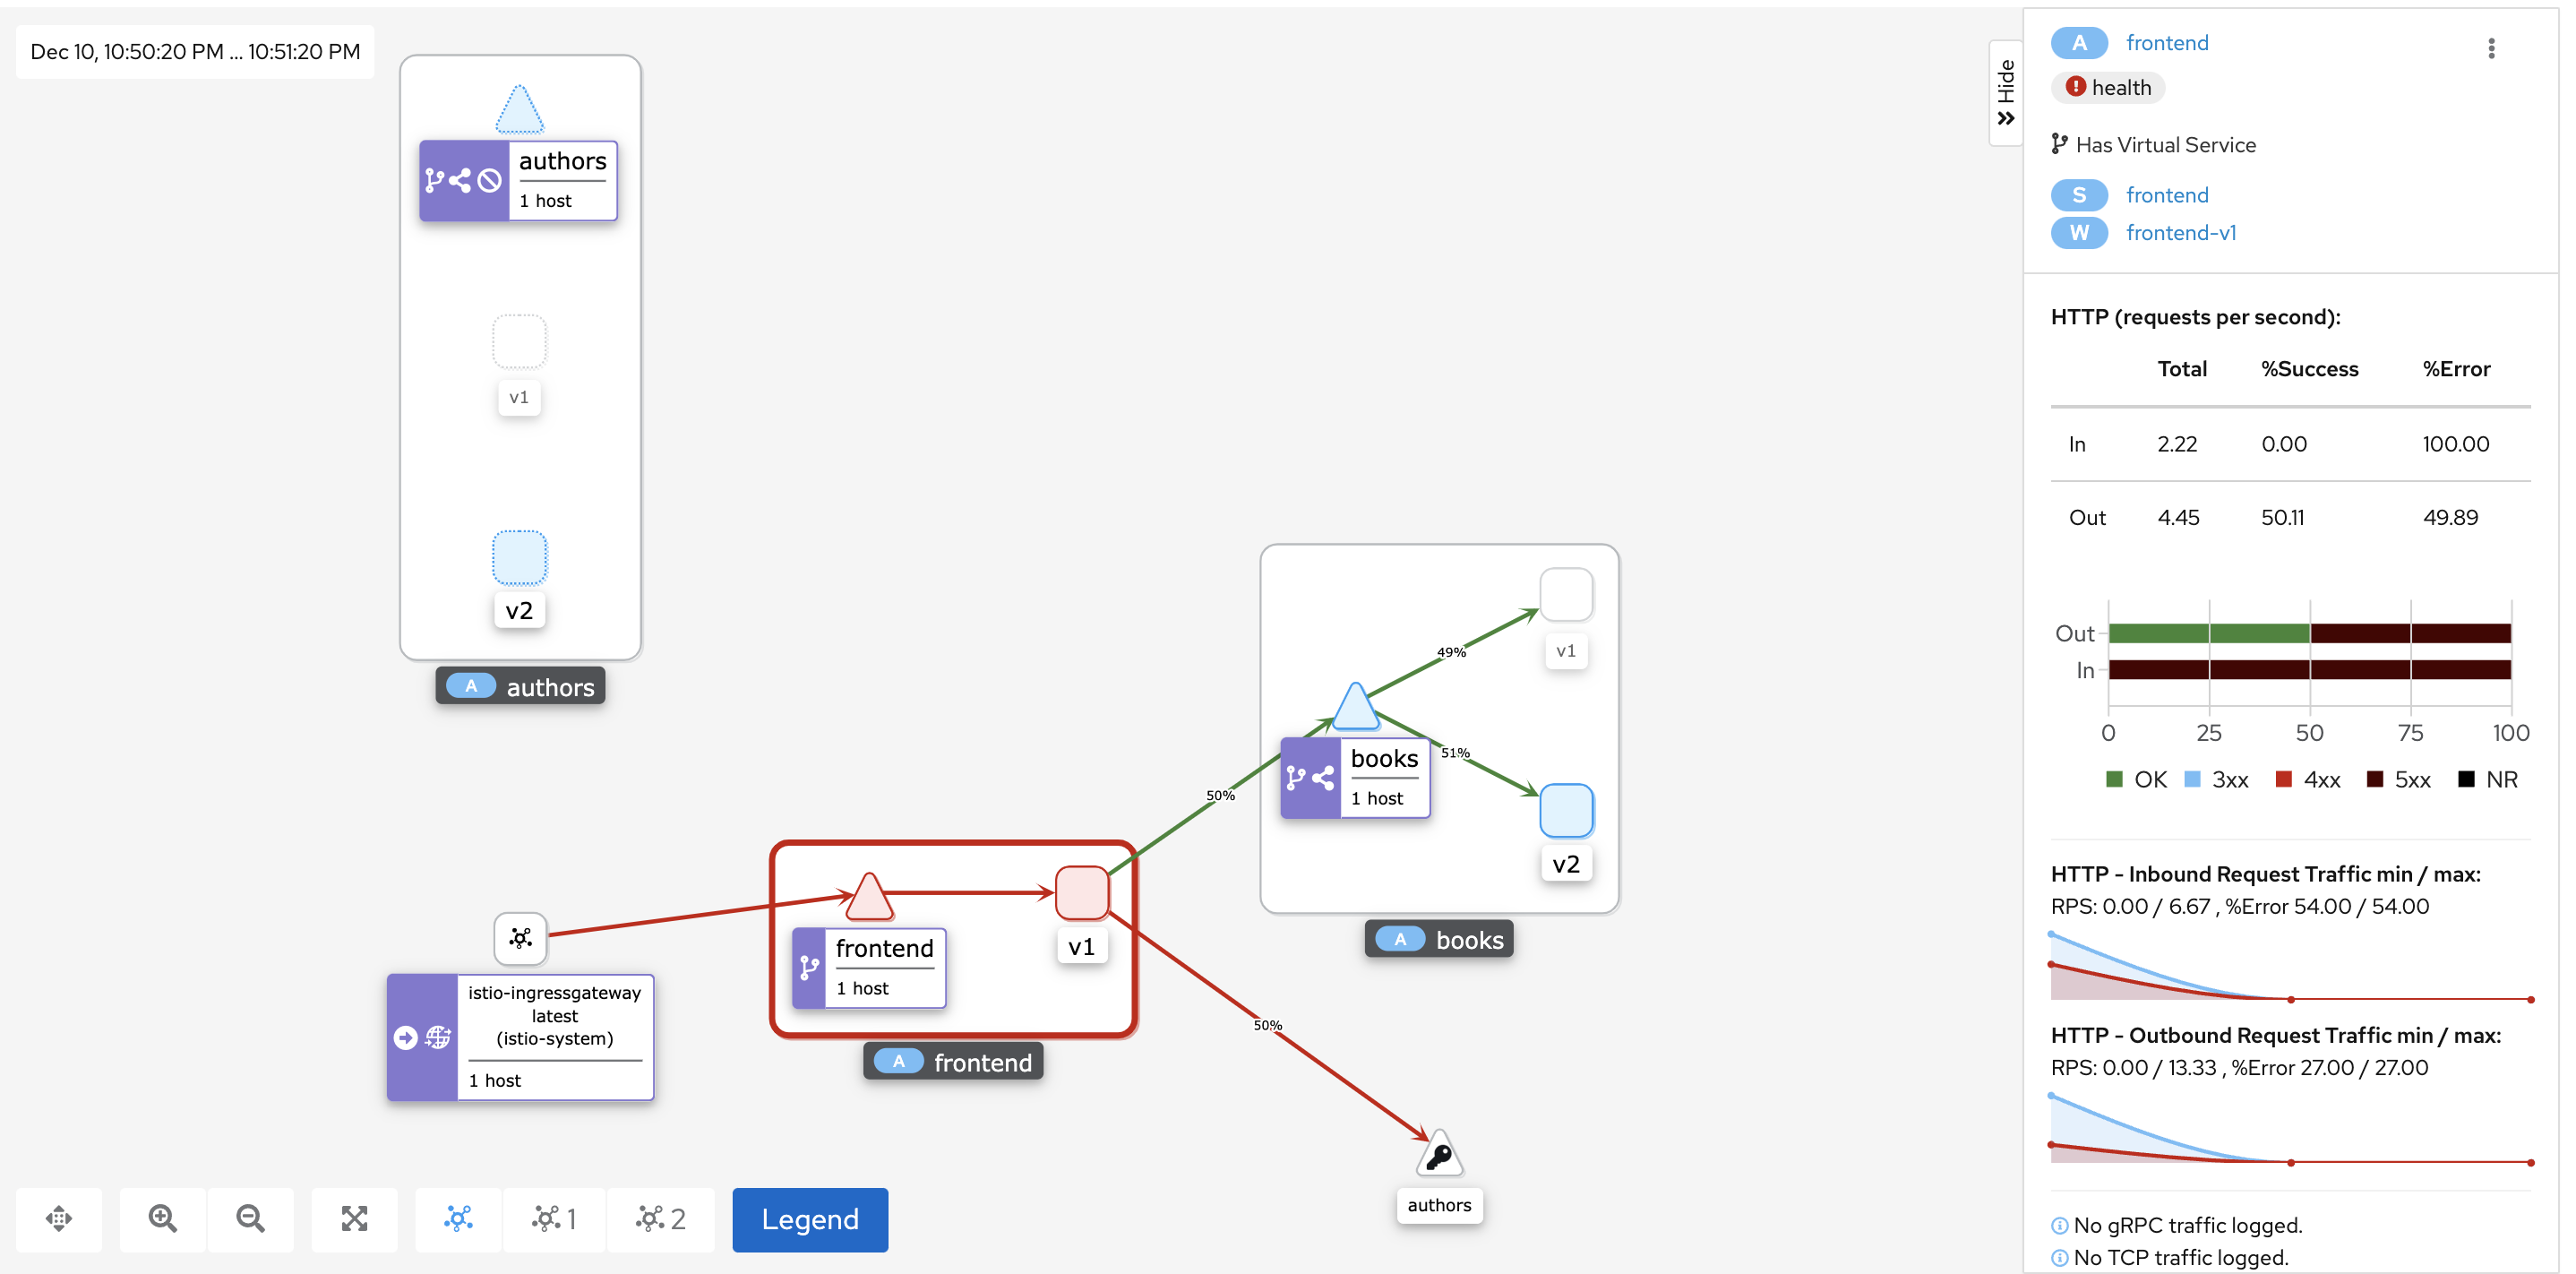 Dec 10, 10:50:20 PM ... 10:51:20 PM
authors
1 host
v1
v2
A authors
49%
v1
51%
books
1 host
v2
50%
A books
frontend
1 host
v1
A frontend
istio-ingressgateway
latest
(istio-system)
1 host
50%
authors
1
2
Legend
Hide
A frontend
health
Has Virtual Service
S frontend
W frontend-v1
HTTP (requests per second):
Total %Success %Error
In 2.22 0.00 100.00
Out 4.45 50.11 49.89
Out
In
0 25 50 75 100
OK 3xx 4xx 5xx NR
HTTP - Inbound Request Traffic min / max:
RPS: 0.00 / 6.67 , %Error 54.00 / 54.00
HTTP - Outbound Request Traffic min / max:
RPS: 0.00 / 13.33 , %Error 27.00 / 27.00
No gRPC traffic logged.
No TCP traffic logged.